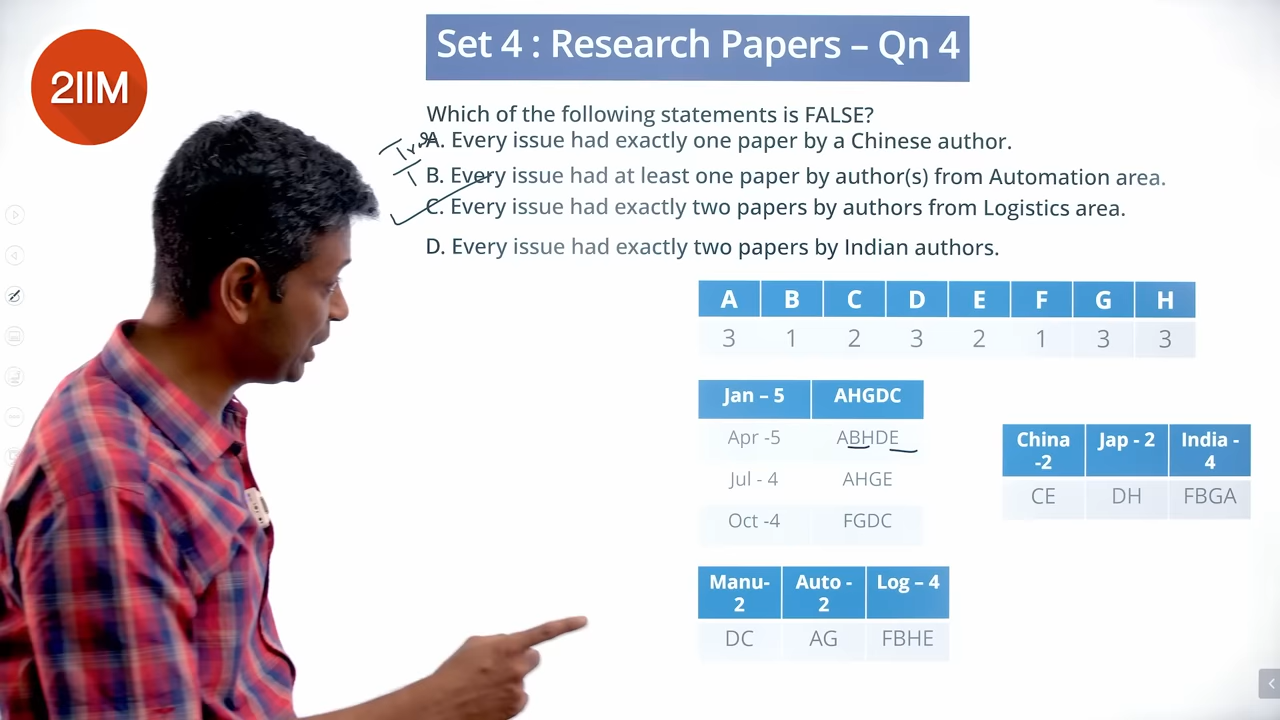 2IIM
Set 4 : Research Papers – Qn 4
Which of the following statements is FALSE?
A. Every issue had exactly one paper by a Chinese author.
B. Every issue had at least one paper by author(s) from Automation area.
C. Every issue had exactly two papers by authors from Logistics area.
D. Every issue had exactly two papers by Indian authors.
A B C D E F G H
3 1 2 3 2 1 3 3
Jan – 5 AHGDC
Apr -5 ABHDE
Jul - 4 AHGE
Oct -4 FGDC
China
-2
Jap - 2
India -
4
CE DH FBGA
Manu-
2
Auto -
2
Log – 4
DC AG FBHE